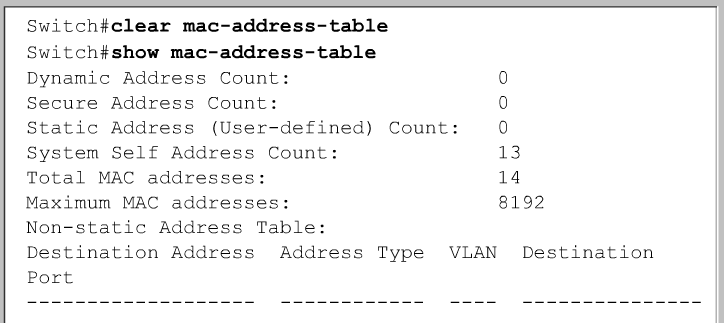 Switch#clear mac-address-table
Switch#show mac-address-table
Dynamic Address Count: 0
Secure Address Count: 0
Static Address (User-defined) Count: 0
System Self Address Count: 13
Total MAC addresses: 14
Maximum MAC addresses: 8192
Non-static Address Table:
Destination Address Address Type VLAN Destination
Port
------------------- ------------ ---- ---------------